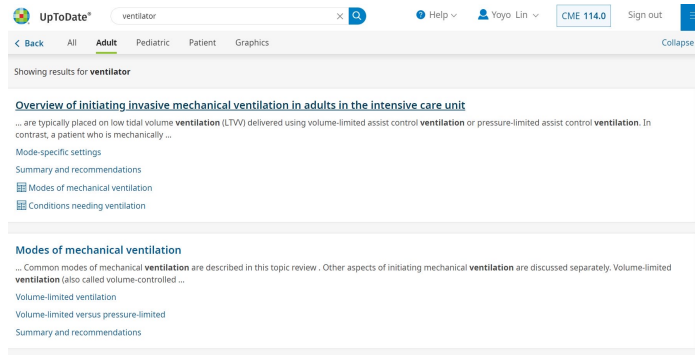 UpToDate®
ventilator
Help
Yoyo Lin
CME 114.0
Sign out
Back
All
Adult
Pediatric
Patient
Graphics
Collapse
Showing results for ventilator
Overview of initiating invasive mechanical ventilation in adults in the intensive care unit
... are typically placed on low tidal volume ventilation (LTVV) delivered using volume-limited assist control ventilation or pressure-limited assist control ventilation. In
contrast, a patient who is mechanically ...
Mode-specific settings
Summary and recommendations
Modes of mechanical ventilation
Conditions needing ventilation
Modes of mechanical ventilation
... Common modes of mechanical ventilation are described in this topic review . Other aspects of initiating mechanical ventilation are discussed separately. Volume-limited
ventilation (also called volume-controlled ...
Volume-limited ventilation
Volume-limited versus pressure-limited
Summary and recommendations